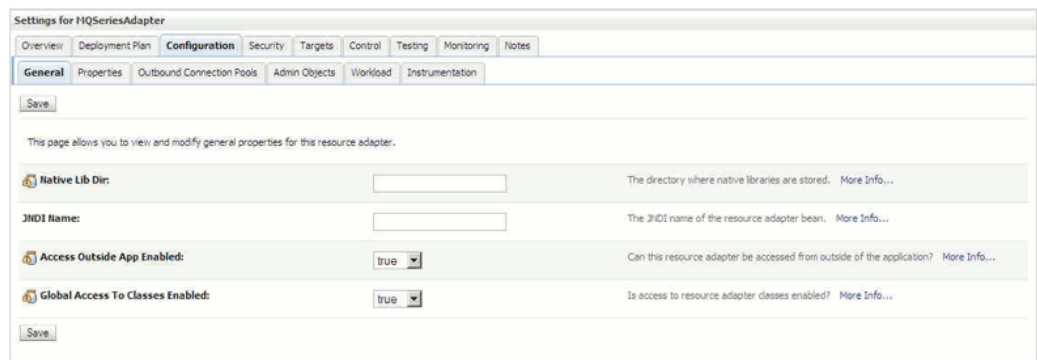 Settings for MQSeriesAdapter
Overview Deployment Plan Configuration Security Targets Control Testing Monitoring Notes
General Properties Outbound Connection Pools Admin Objects Workload Instrumentation
Save
This page allows you to view and modify general properties for this resource adapter.
Native Lib Dir: The directory where native libraries are stored. More Info...
JNDI Name: The JNDI name of the resource adapter bean. More Info...
Access Outside App Enabled: true Can this resource adapter be accessed from outside of the application? More Info...
Global Access To Classes Enabled: true Is access to resource adapter classes enabled? More Info...
Save